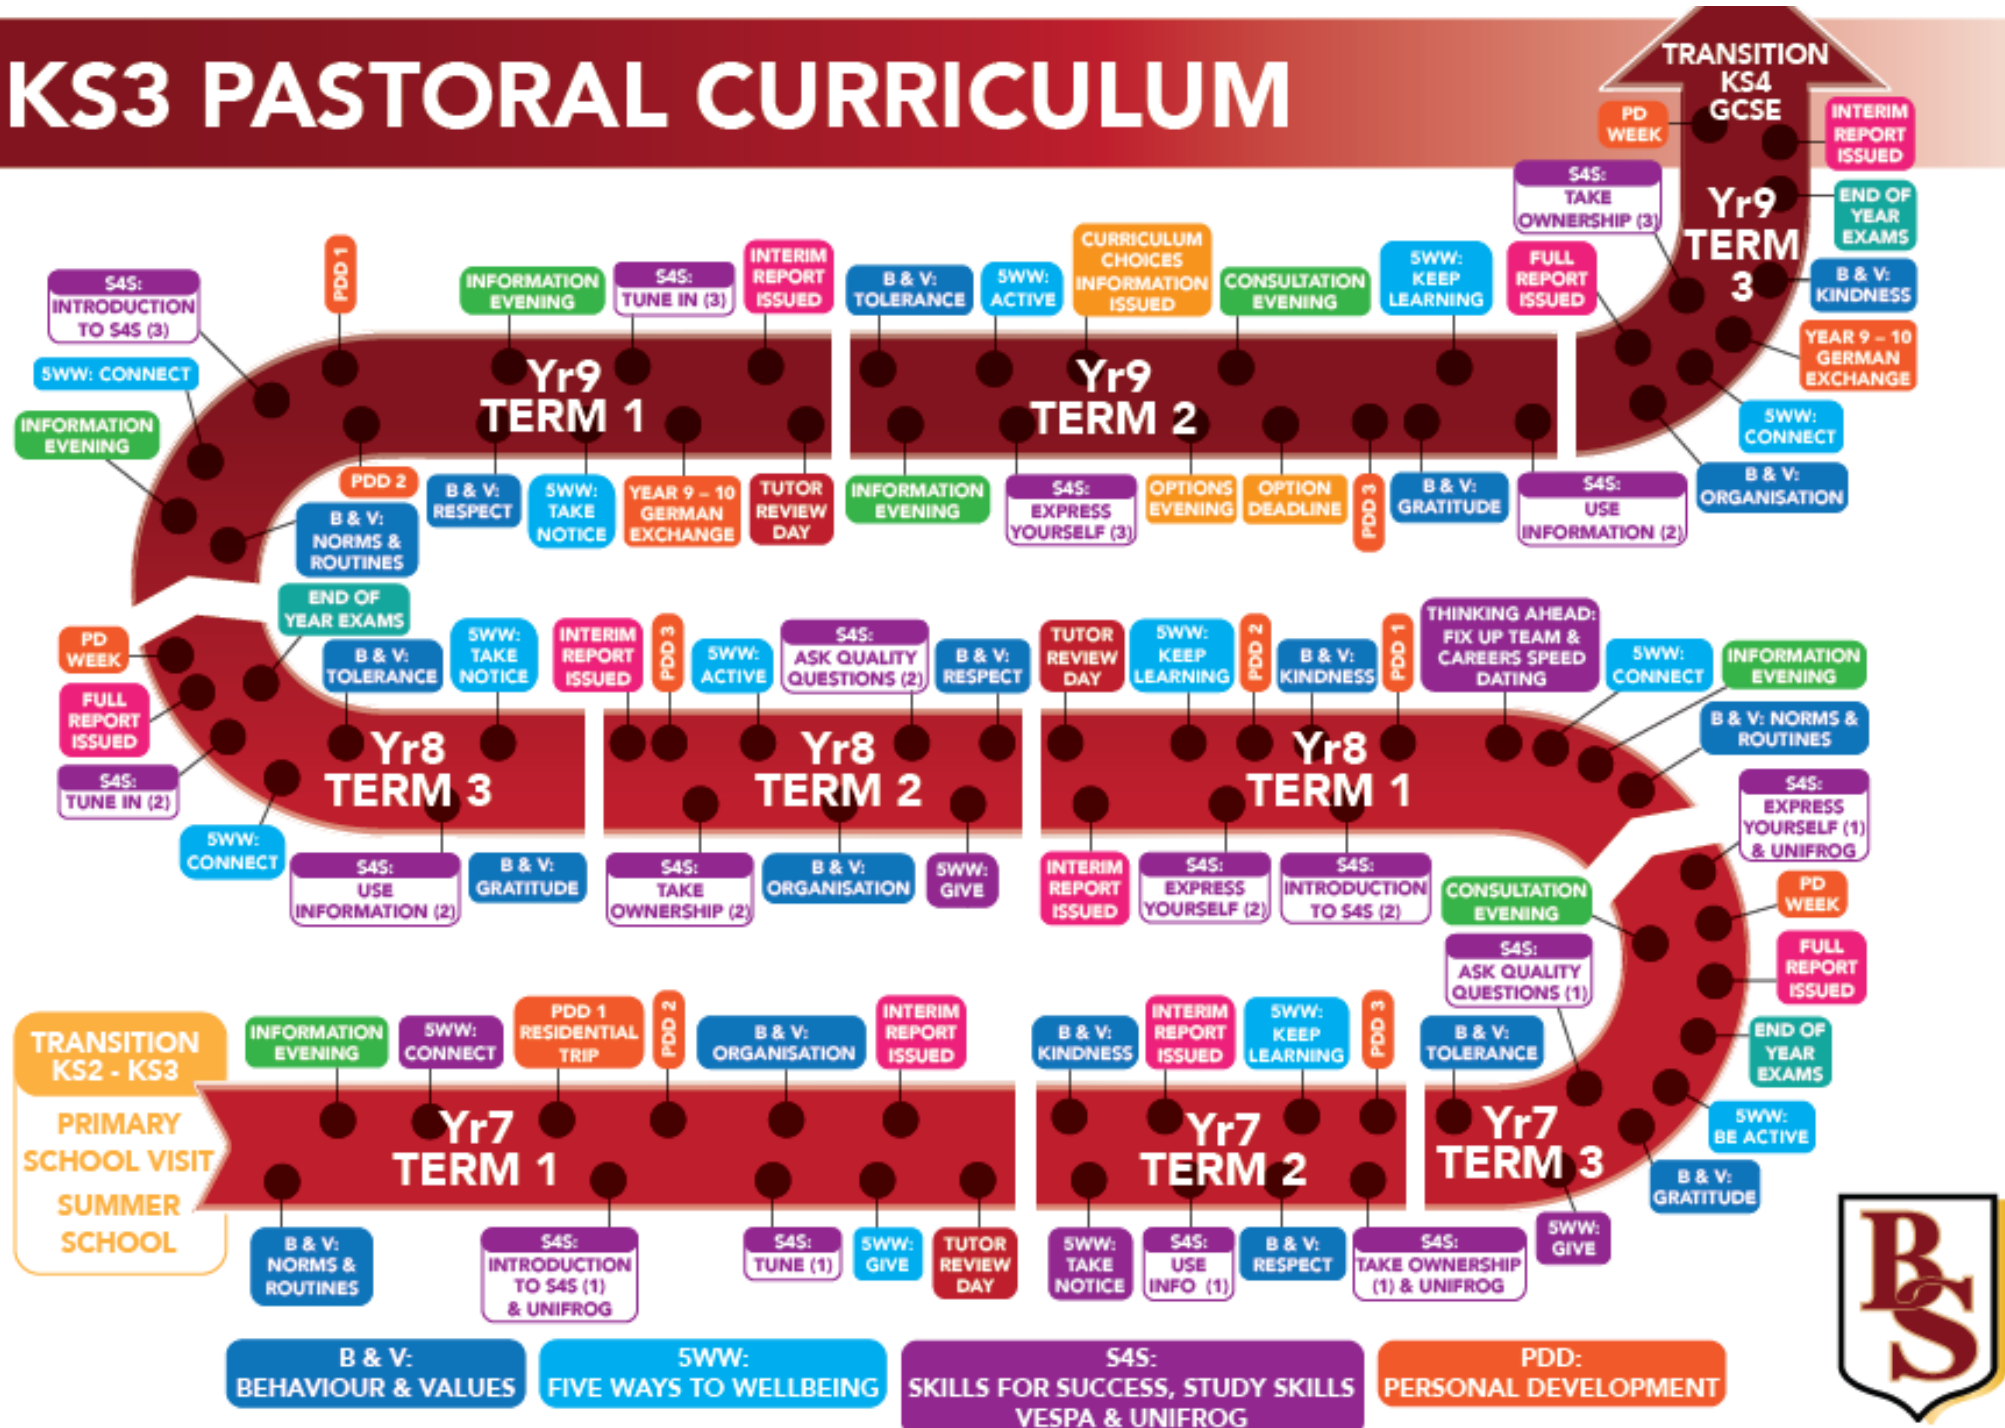 KS3 PASTORAL CURRICULUM
TRANSITION
KS4
GCSE
PD
WEEK
INTERIM
REPORT
ISSUED
S4S:
TAKE
OWNERSHIP (3)
END OF
YEAR
EXAMS
Yr9
TERM
3
B & V:
KINDNESS
FULL
REPORT
ISSUED
YEAR 9 – 10
GERMAN
EXCHANGE
5WW:
CONNECT
B & V:
ORGANISATION
S4S:
INTRODUCTION
TO S4S (3)
PDD 1
INFORMATION
EVENING
S4S:
TUNE IN (3)
INTERIM
REPORT
ISSUED
B & V:
TOLERANCE
5WW:
ACTIVE
CURRICULUM
CHOICES
INFORMATION
ISSUED
CONSULTATION
EVENING
5WW:
KEEP
LEARNING
5WW: CONNECT
INFORMATION
EVENING
Yr9
TERM 1
Yr9
TERM 2
PDD 2
B & V:
NORMS &
ROUTINES
B & V:
RESPECT
5WW:
TAKE
NOTICE
YEAR 9 – 10
GERMAN
EXCHANGE
TUTOR
REVIEW
DAY
INFORMATION
EVENING
S4S:
EXPRESS
YOURSELF (3)
OPTIONS
EVENING
OPTION
DEADLINE
PDD 3
B & V:
GRATITUDE
S4S:
USE
INFORMATION (2)
END OF
YEAR EXAMS
PD
WEEK
FULL
REPORT
ISSUED
S4S:
TUNE IN (2)
5WW:
CONNECT
B & V:
TOLERANCE
5WW:
TAKE
NOTICE
INTERIM
REPORT
ISSUED
PDD 3
5WW:
ACTIVE
S4S:
ASK QUALITY
QUESTIONS (2)
B & V:
RESPECT
TUTOR
REVIEW
DAY
5WW:
KEEP
LEARNING
PDD 2
B & V:
KINDNESS
PDD 1
THINKING AHEAD:
FIX UP TEAM &
CAREERS SPEED
DATING
5WW:
CONNECT
INFORMATION
EVENING
B & V: NORMS &
ROUTINES
Yr8
TERM 3
Yr8
TERM 2
Yr8
TERM 1
S4S:
USE
INFORMATION (2)
B & V:
GRATITUDE
S4S:
TAKE
OWNERSHIP (2)
B & V:
ORGANISATION
5WW:
GIVE
INTERIM
REPORT
ISSUED
S4S:
EXPRESS
YOURSELF (2)
S4S:
INTRODUCTION
TO S4S (2)
S4S:
EXPRESS
YOURSELF (1)
& UNIFROG
CONSULTATION
EVENING
PD
WEEK
S4S:
ASK QUALITY
QUESTIONS (1)
FULL
REPORT
ISSUED
END OF
YEAR
EXAMS
5WW:
BE ACTIVE
B & V:
GRATITUDE
TRANSITION
KS2 - KS3
PRIMARY
SCHOOL VISIT
SUMMER
SCHOOL
INFORMATION
EVENING
5WW:
CONNECT
PDD 1
RESIDENTIAL
TRIP
PDD 2
B & V:
ORGANISATION
INTERIM
REPORT
ISSUED
B & V:
KINDNESS
INTERIM
REPORT
ISSUED
5WW:
KEEP
LEARNING
PDD 3
B & V:
TOLERANCE
Yr7
TERM 1
Yr7
TERM 2
Yr7
TERM 3
B & V:
NORMS &
ROUTINES
S4S:
INTRODUCTION
TO S4S (1)
& UNIFROG
S4S:
TUNE (1)
5WW:
GIVE
TUTOR
REVIEW
DAY
5WW:
TAKE
NOTICE
S4S:
USE
INFO (1)
B & V:
RESPECT
S4S:
TAKE OWNERSHIP
(1) & UNIFROG
5WW:
GIVE
B & V:
BEHAVIOUR & VALUES
5WW:
FIVE WAYS TO WELLBEING
S4S:
SKILLS FOR SUCCESS, STUDY SKILLS
VESPA & UNIFROG
PDD:
PERSONAL DEVELOPMENT
BS